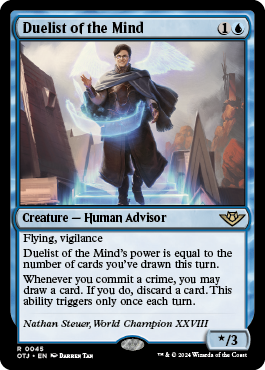 Duelist of the Mind 1
Creature — Human Advisor
Flying, vigilance
Duelist of the Mind's power is equal to the
number of cards you've drawn this turn.
Whenever you commit a crime, you may
draw a card. If you do, discard a card. This
ability triggers only once each turn.
Nathan Steuer, World Champion XXVIII
*/3
R 0045
OTJ • EN Darren Tan
™ & © 2024 Wizards of the Coast